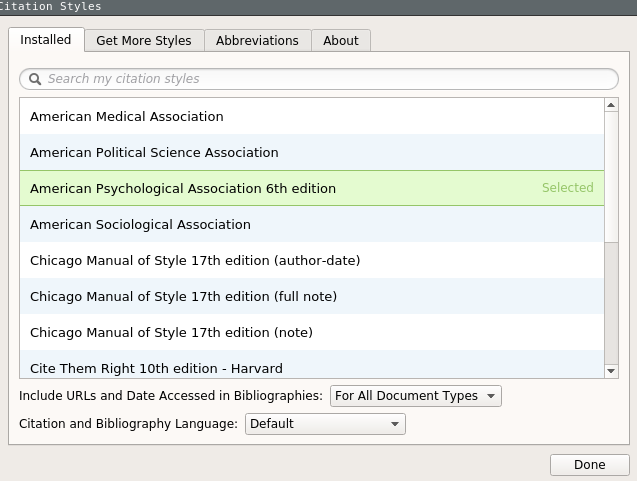 Citation Styles
Installed
Get More Styles
Abbreviations
About
Search my citation styles
American Medical Association
American Political Science Association
American Psychological Association 6th edition
Selected
American Sociological Association
Chicago Manual of Style 17th edition (author-date)
Chicago Manual of Style 17th edition (full note)
Chicago Manual of Style 17th edition (note)
Cite Them Right 10th edition - Harvard
Include URLs and Date Accessed in Bibliographies: For All Document Types
Citation and Bibliography Language: Default
Done